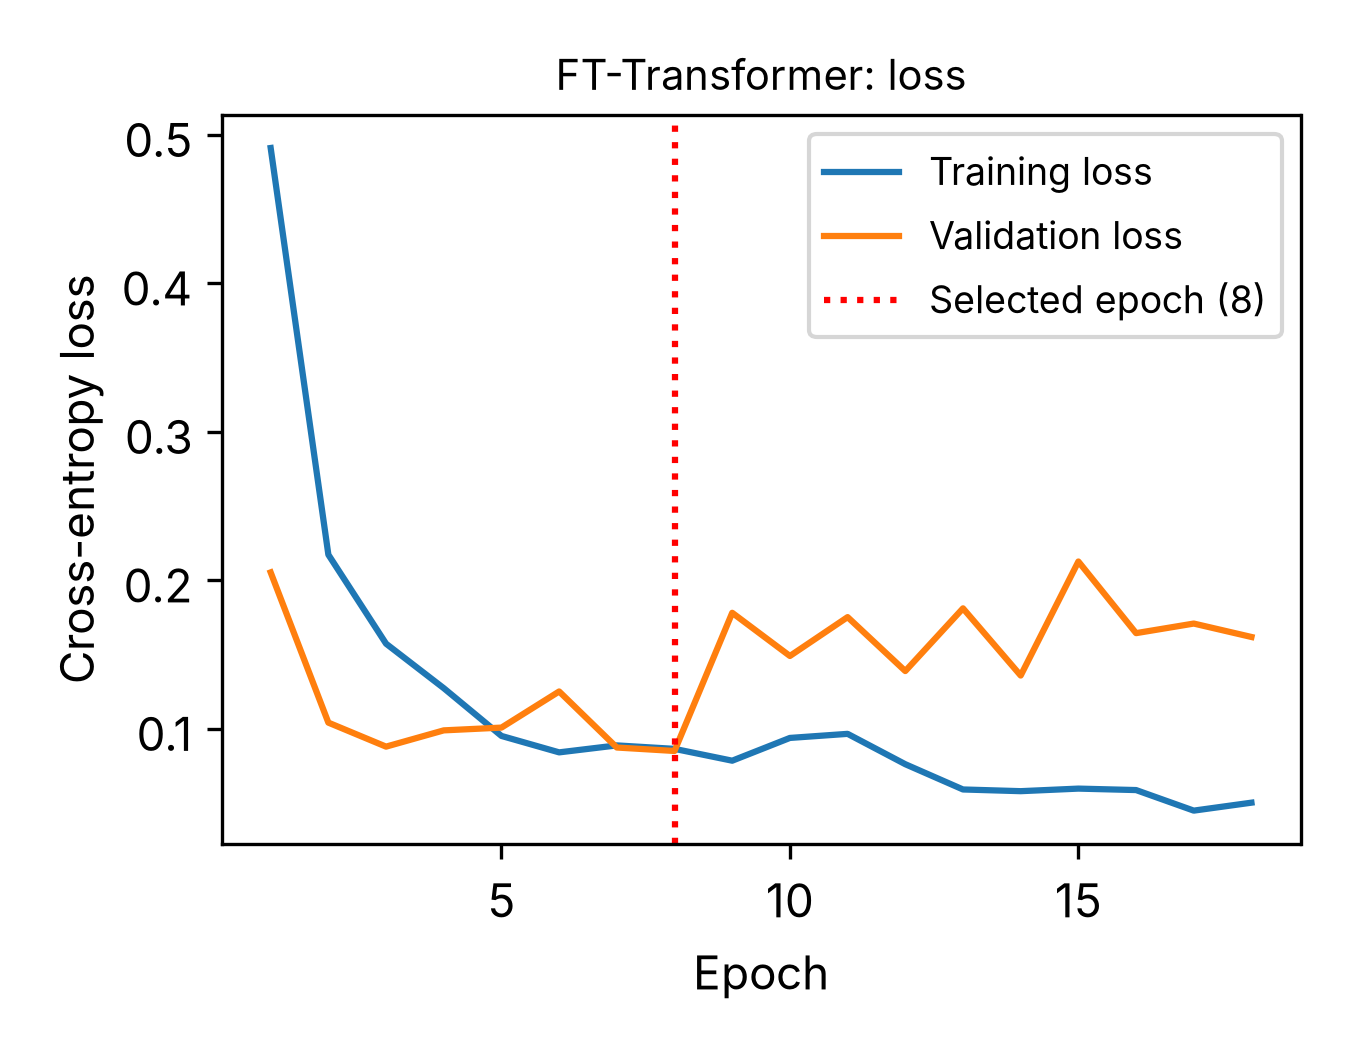 FT-Transformer: loss
0.5
0.4
0.3
0.2
0.1
Cross-entropy loss
Training loss
Validation loss
Selected epoch (8)
5
10
15
Epoch